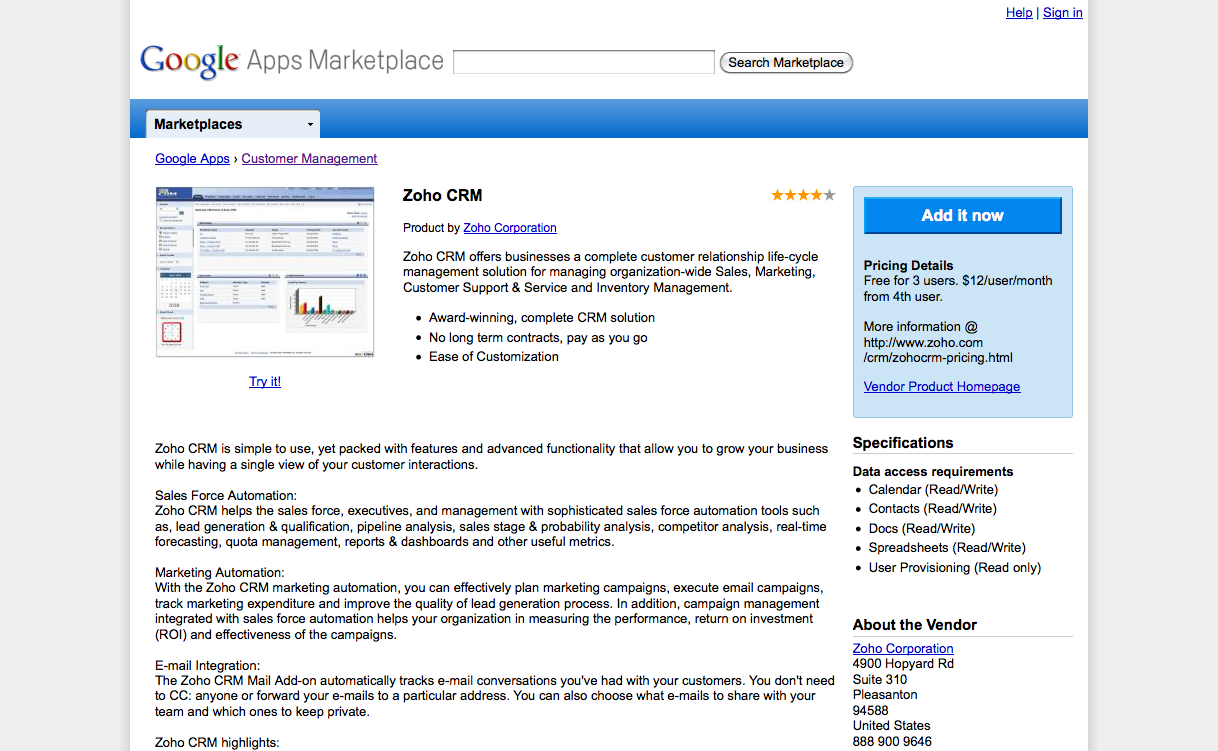 Help | Sign in
Google Apps Marketplace
Search Marketplace
Marketplaces
Google Apps › Customer Management
Zoho CRM
Product by Zoho Corporation
Zoho CRM offers businesses a complete customer relationship life-cycle
management solution for managing organization-wide Sales, Marketing,
Customer Support & Service and Inventory Management.
• Award-winning, complete CRM solution
• No long term contracts, pay as you go
• Ease of Customization
Try it!
Zoho CRM is simple to use, yet packed with features and advanced functionality that allow you to grow your business
while having a single view of your customer interactions.
Sales Force Automation:
Zoho CRM helps the sales force, executives, and management with sophisticated sales force automation tools such
as, lead generation & qualification, pipeline analysis, sales stage & probability analysis, competitor analysis, real-time
forecasting, quota management, reports & dashboards and other useful metrics.
Marketing Automation:
With the Zoho CRM marketing automation, you can effectively plan marketing campaigns, execute email campaigns,
track marketing expenditure and improve the quality of lead generation process. In addition, campaign management
integrated with sales force automation helps your organization in measuring the performance, return on investment
(ROI) and effectiveness of the campaigns.
E-mail Integration:
The Zoho CRM Mail Add-on automatically tracks e-mail conversations you've had with your customers. You don't need
to CC: anyone or forward your e-mails to a particular address. You can also choose what e-mails to share with your
team and which ones to keep private.
Zoho CRM highlights:
Add it now
Pricing Details
Free for 3 users. $12/user/month
from 4th user.
More information @
http://www.zoho.com
/crm/zohocrm-pricing.html
Vendor Product Homepage
Specifications
Data access requirements
• Calendar (Read/Write)
• Contacts (Read/Write)
• Docs (Read/Write)
• Spreadsheets (Read/Write)
• User Provisioning (Read only)
About the Vendor
Zoho Corporation
4900 Hopyard Rd
Suite 310
Pleasanton
94588
United States
888 900 9646